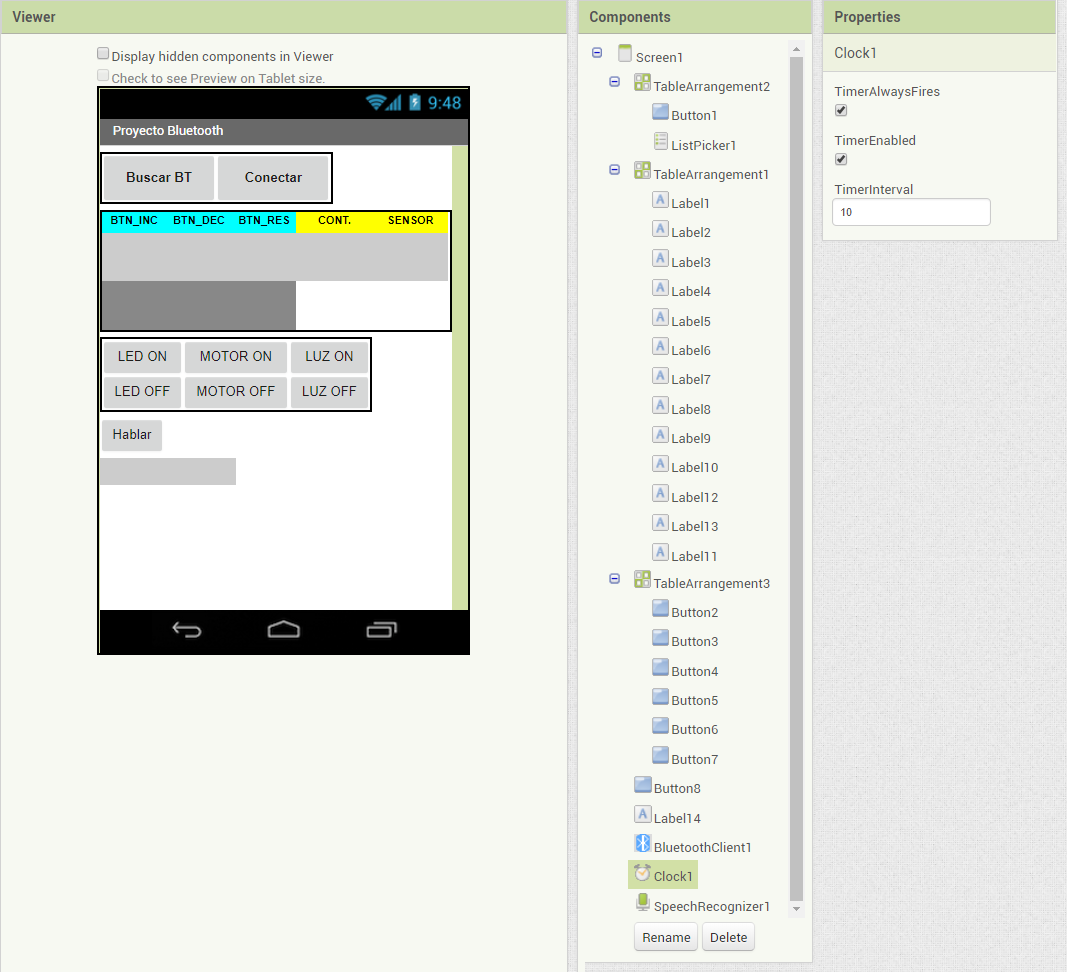 Viewer
Display hidden components in Viewer
Check to see Preview on Tablet size.
9:48
Proyecto Bluetooth
Buscar BT Conectar
BTN_INC BTN_DEC BTN_RES CONT. SENSOR
LED ON MOTOR ON LUZ ON
LED OFF MOTOR OFF LUZ OFF
Hablar
Components
Screen1
TableArrangement2
Button1
ListPicker1
TableArrangement1
A Label1
A Label2
A Label3
A Label4
A Label5
A Label6
A Label7
A Label8
A Label9
A Label10
A Label12
A Label13
A Label11
TableArrangement3
Button2
Button3
Button4
Button5
Button6
Button7
Button8
A Label14
BluetoothClient1
Clock1
SpeechRecognizer1
Rename Delete
Properties
Clock1
TimerAlwaysFires
TimerEnabled
TimerInterval
10